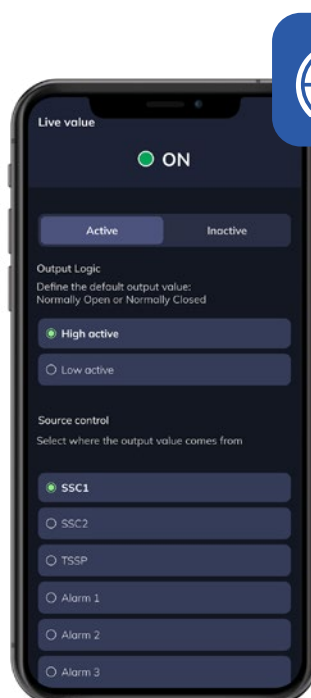 Live value
ON
Active Inactive
Output Logic
Define the default output value:
Normally Open or Normally Closed
High active
Low active
Source control
Select where the output value comes from
SSC1
SSC2
TSSP
Alarm 1
Alarm 2
Alarm 3